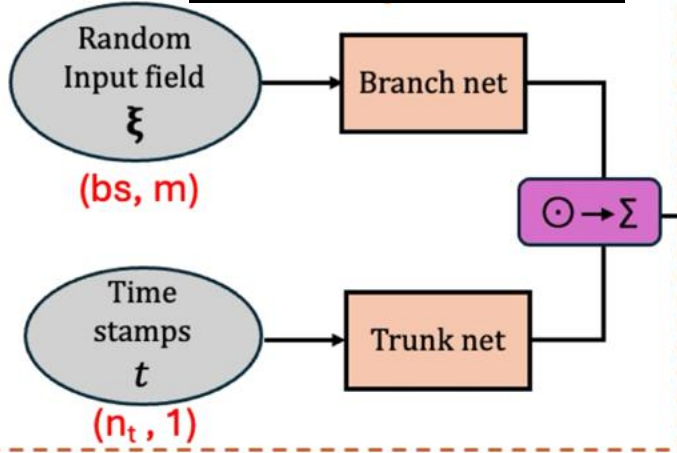 Random
Input field
ξ
(bs, m)
Branch net
⊙→Σ
Time
stamps
t
(nₜ , 1)
Trunk net